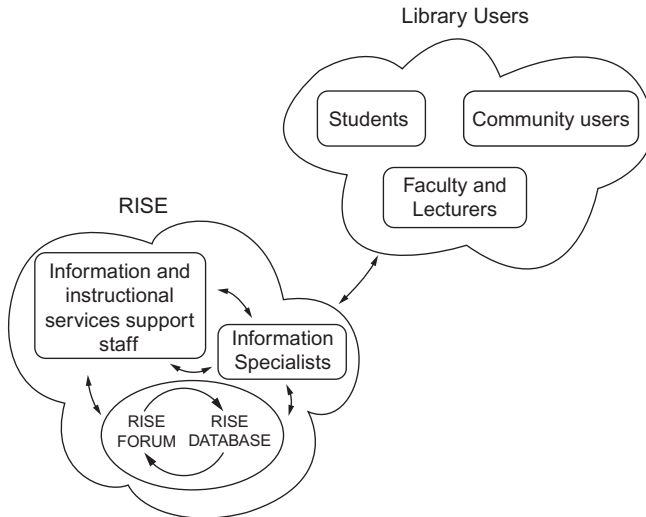 Library Users
Students
Community users
Faculty and
Lecturers
RISE
Information and
instructional
services support
staff
Information
Specialists
RISE
FORUM
RISE
DATABASE